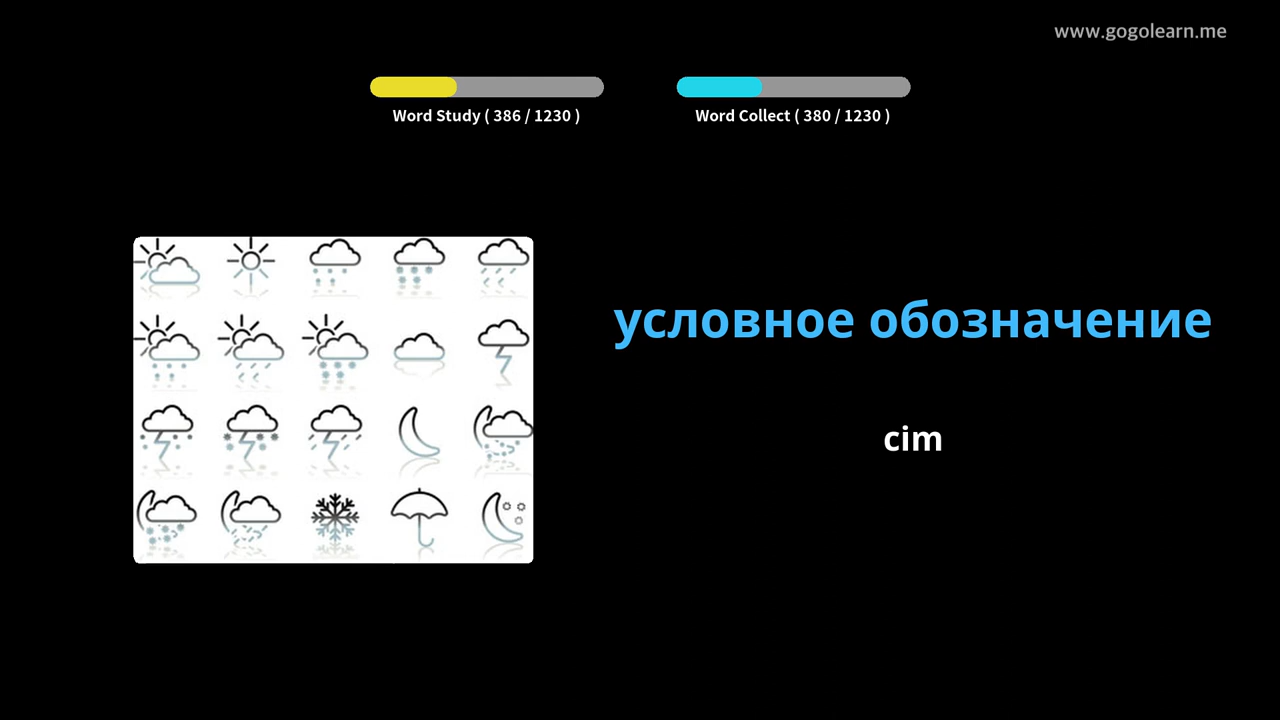 www.gogolearn.me
Word Study ( 386 / 1230 )
Word Collect ( 380 / 1230 )
условное обозначение
cim